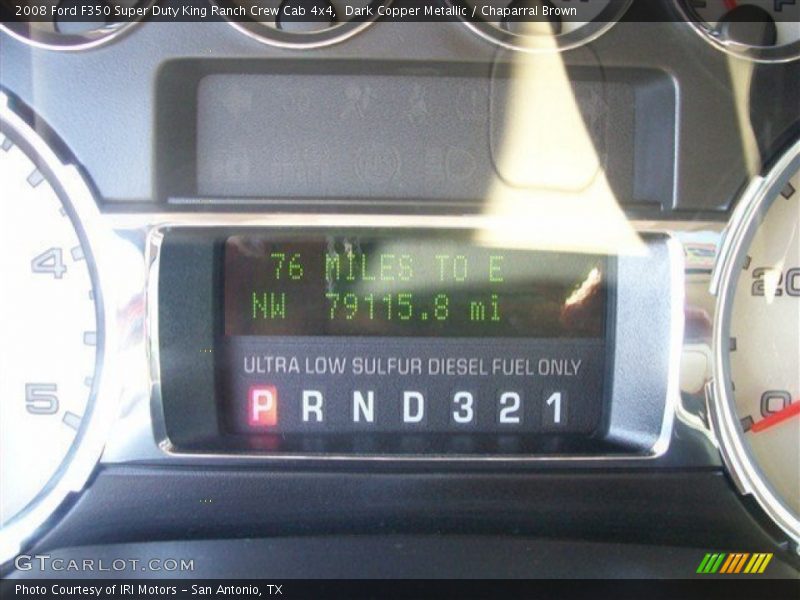 2008 Ford F350 Super Duty King Ranch Crew Cab 4x4, Dark Copper Metallic / Chaparral Brown
76 MILES TO E
NW 79115.8 mi
4
20
ULTRA LOW SULFUR DIESEL FUEL ONLY
5
P R N D 3 2 1
0
GTCARLOT.COM
Photo Courtesy of IRI Motors - San Antonio, TX